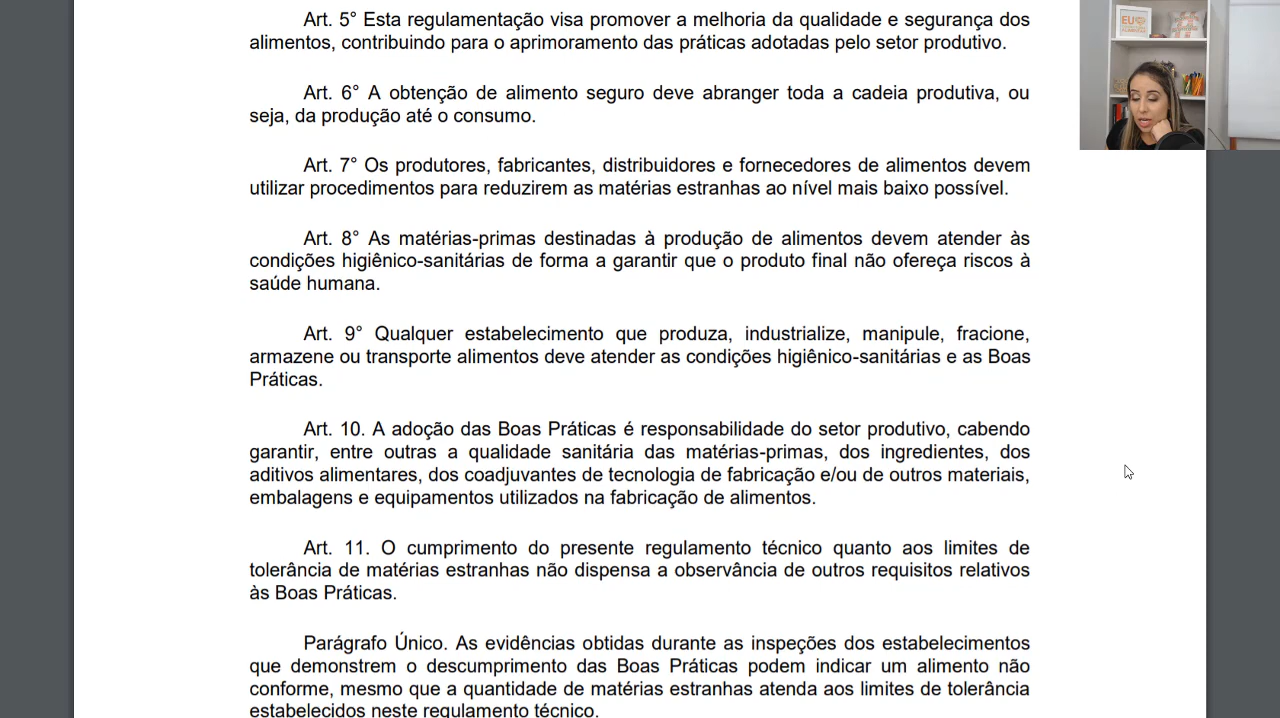 Art. 5° Esta regulamentação visa promover a melhoria da qualidade e segurança dos
alimentos, contribuindo para o aprimoramento das práticas adotadas pelo setor produtivo.
Art. 6° A obtenção de alimento seguro deve abranger toda a cadeia produtiva, ou
seja, da produção até o consumo.
Art. 7° Os produtores, fabricantes, distribuidores e fornecedores de alimentos devem
utilizar procedimentos para reduzirem as matérias estranhas ao nível mais baixo possível.
Art. 8° As matérias-primas destinadas à produção de alimentos devem atender às
condições higiênico-sanitárias de forma a garantir que o produto final não ofereça riscos à
saúde humana.
Art. 9° Qualquer estabelecimento que produza, industrialize, manipule, fracione,
armazene ou transporte alimentos deve atender as condições higiênico-sanitárias e as Boas
Práticas.
Art. 10. A adoção das Boas Práticas é responsabilidade do setor produtivo, cabendo
garantir, entre outras a qualidade sanitária das matérias-primas, dos ingredientes, dos
aditivos alimentares, dos coadjuvantes de tecnologia de fabricação e/ou de outros materiais,
embalagens e equipamentos utilizados na fabricação de alimentos.
Art. 11. O cumprimento do presente regulamento técnico quanto aos limites de
tolerância de matérias estranhas não dispensa a observância de outros requisitos relativos
às Boas Práticas.
Parágrafo Único. As evidências obtidas durante as inspeções dos estabelecimentos
que demonstrem o descumprimento das Boas Práticas podem indicar um alimento não
conforme, mesmo que a quantidade de matérias estranhas atenda aos limites de tolerância
estabelecidos neste regulamento técnico.
EU